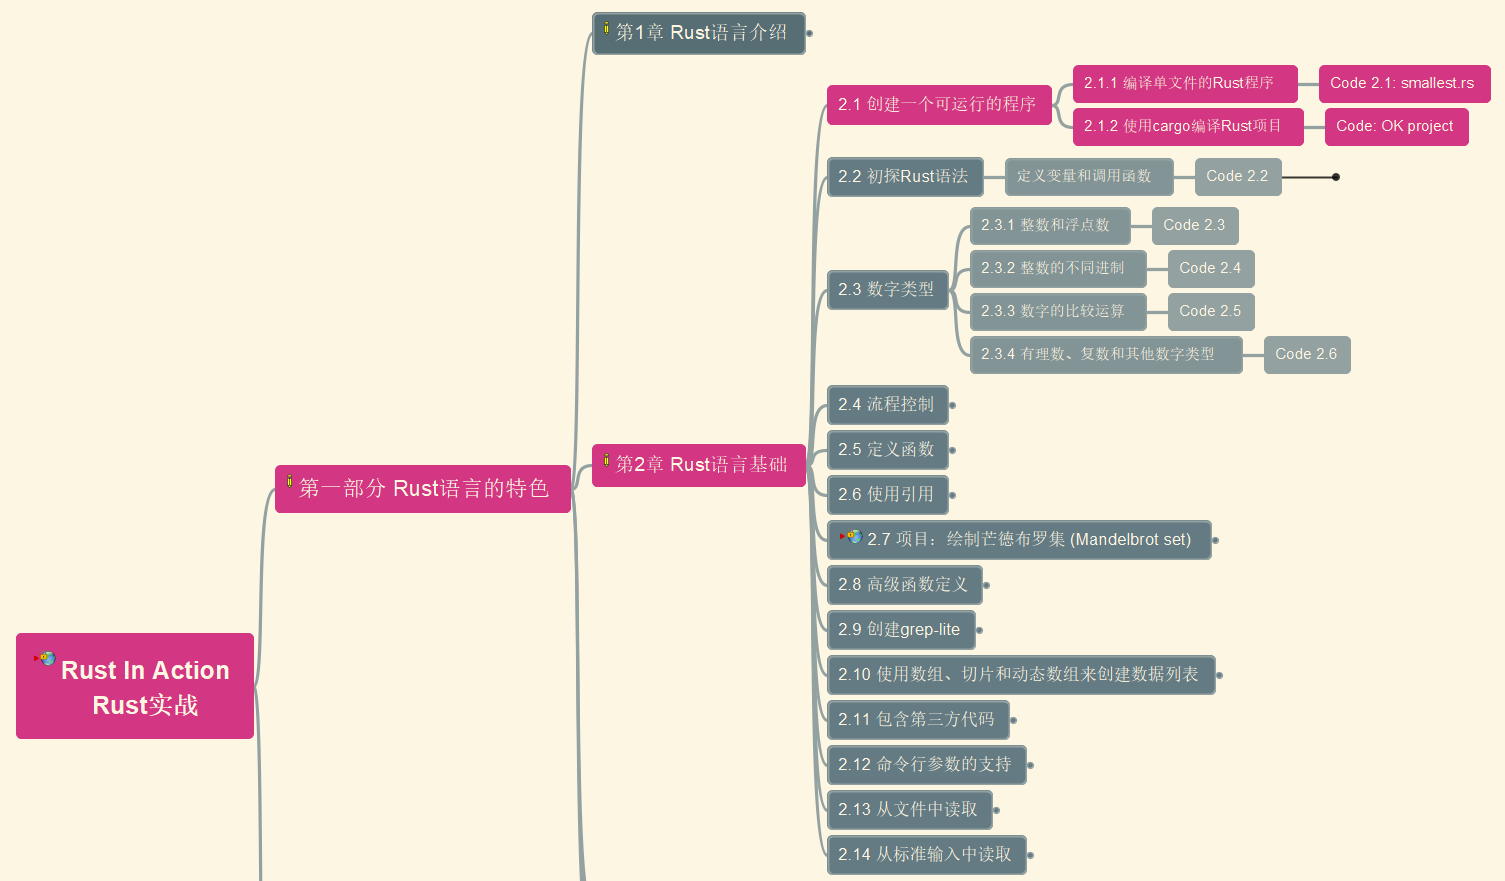 Rust In Action
Rust实战
第一部分 Rust语言的特色
第1章 Rust语言介绍
第2章 Rust语言基础
2.1 创建一个可运行的程序
2.1.1 编译单文件的Rust程序
Code 2.1: smallest.rs
2.1.2 使用cargo编译Rust项目
Code: OK project
2.2 初探Rust语法
定义变量和调用函数
Code 2.2
2.3 数字类型
2.3.1 整数和浮点数
Code 2.3
2.3.2 整数的不同进制
Code 2.4
2.3.3 数字的比较运算
Code 2.5
2.3.4 有理数、复数和其他数字类型
Code 2.6
2.4 流程控制
2.5 定义函数
2.6 使用引用
2.7 项目：绘制芒德布罗集 (Mandelbrot set)
2.8 高级函数定义
2.9 创建grep-lite
2.10 使用数组、切片和动态数组来创建数据列表
2.11 包含第三方代码
2.12 命令行参数的支持
2.13 从文件中读取
2.14 从标准输入中读取